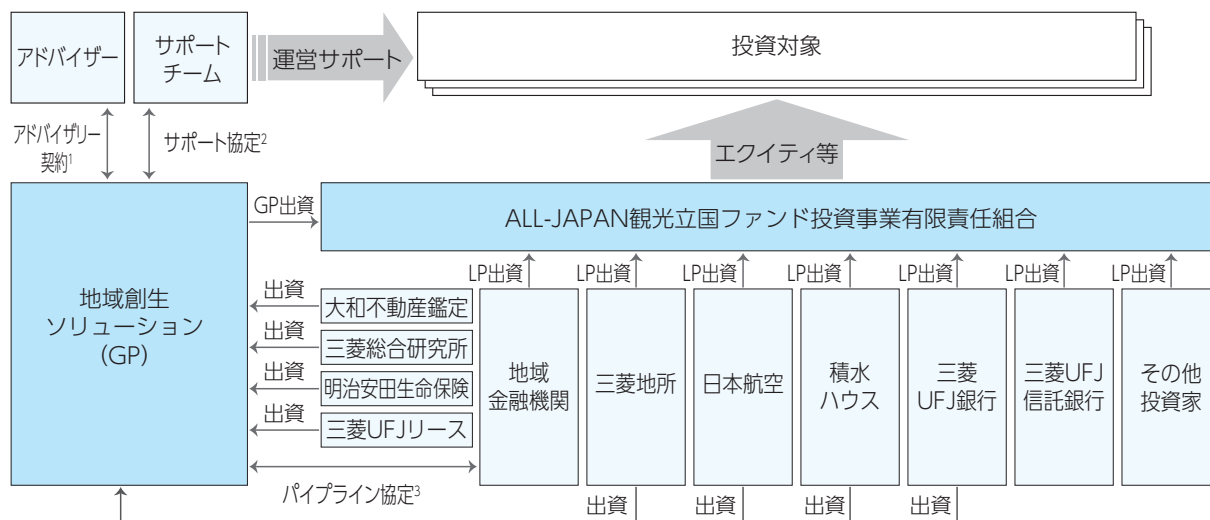 アドバイザー
サポート
チーム
運営サポート
投資対象
アドバイザリー
契約1
サポート協定2
エクイティ等
GP出資
ALL-JAPAN観光立国ファンド投資事業有限責任組合
LP出資
LP出資
LP出資
LP出資
LP出資
LP出資
LP出資
地域創生
ソリューション
(GP)
出資
大和不動産鑑定
出資
三菱総合研究所
出資
明治安田生命保険
出資
三菱UFJリース
地域
金融機関
三菱地所
日本航空
積水
ハウス
三菱
UFJ銀行
三菱UFJ
信託銀行
その他
投資家
パイプライン協定3
出資
出資
出資
出資